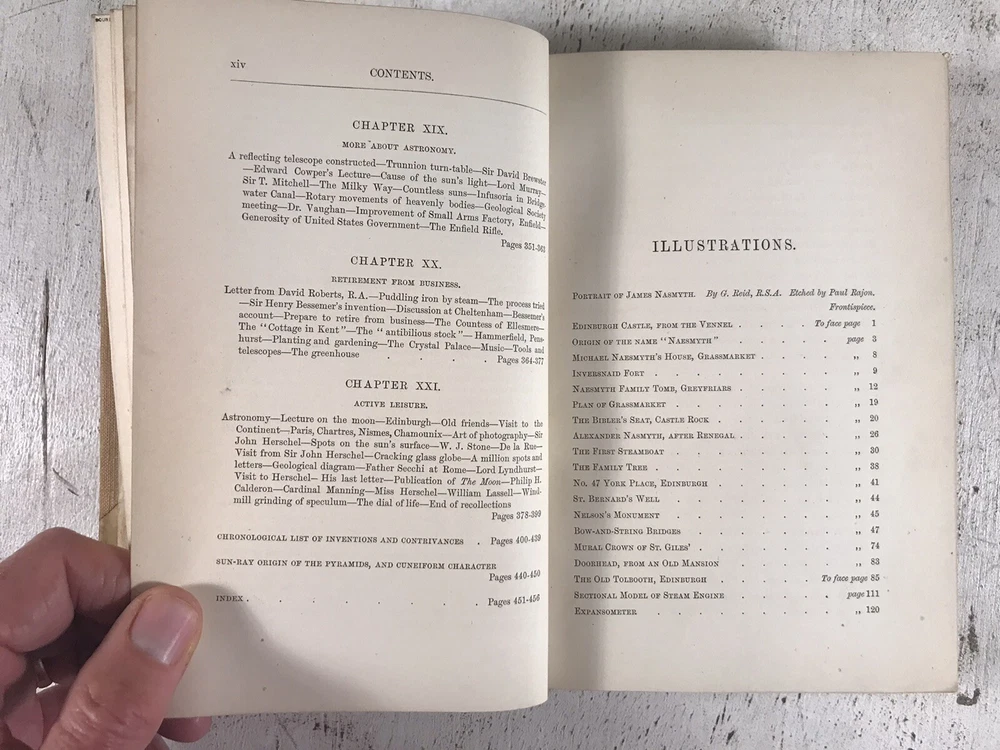 xiv
CONTENTS.
CHAPTER XIX.
MORE ABOUT ASTRONOMY.
A reflecting telescope constructed—Trunnion turn-table—Sir David Brewster
—Edward Cowper's Lecture—Cause of the sun's light—Lord Murray—
Sir T. Mitchell—The Milky Way—Countless suns—Infusoria in Bridge-
water Canal—Rotary movements of heavenly bodies—Geological Society
meeting—Dr. Vaughan—Improvement of Small Arms Factory, Enfield—
Generosity of United States Government—The Enfield Rifle.
Pages 351-363
CHAPTER XX.
RETIREMENT FROM BUSINESS.
Letter from David Roberts, R.A.—Puddling iron by steam—The process tried
—Sir Henry Bessemer's invention—Discussion at Cheltenham—Bessemer's
account—Prepare to retire from business—The Countess of Ellesmere—
The "Cottage in Kent"—The "antibilious stock"—Hammerfield, Pens-
hurst—Planting and gardening—The Crystal Palace—Music—Tools and
telescopes—The greenhouse . . . . Pages 364-377
CHAPTER XXI.
ACTIVE LEISURE.
Astronomy—Lecture on the moon—Edinburgh—Old friends—Visit to the
Continent—Paris, Chartres, Nismes, Chamounix—Art of photography—Sir
John Herschel—Spots on the sun's surface—W. J. Stone—De la Rue—
Visit from Sir John Herschel—Cracking glass globe—A million spots and
letters—Geological diagram—Father Secchi at Rome—Lord Lyndhurst—
Visit to Herschel—His last letter—Publication of The Moon—Philip H.
Calderon—Cardinal Manning—Miss Herschel—William Lassell—Wind-
mill grinding of speculum—The dial of life—End of recollections
Pages 378-399
CHRONOLOGICAL LIST OF INVENTIONS AND CONTRIVANCES . Pages 400-439
SUN-RAY ORIGIN OF THE PYRAMIDS, AND CUNEIFORM CHARACTER
Pages 440-450
INDEX . . . . . . . Pages 451-456
ILLUSTRATIONS.
PORTRAIT OF JAMES NASMYTH. By G. Reid, R.S.A. Etched by Paul Rajon.
Frontispiece.
EDINBURGH CASTLE, FROM THE VENNEL . . . . To face page 1
ORIGIN OF THE NAME "NAESMYTH" . . . . . page 3
MICHAEL NAESMYTH'S HOUSE, GRASSMARKET . . . . . „ 8
INVERSNAID FORT . . . . . . . . „ 9
NAESMYTH FAMILY TOMB, GREYFRIARS . . . . . „ 12
PLAN OF GRASSMARKET . . . . . . . . „ 19
THE BIBLER'S SEAT, CASTLE ROCK . . . . . . „ 20
ALEXANDER NASMYTH, AFTER RENEGAL . . . . . „ 26
THE FIRST STEAMBOAT . . . . . . . . „ 30
THE FAMILY TREE . . . . . . . . „ 38
NO. 47 YORK PLACE, EDINBURGH . . . . . . „ 41
ST. BERNARD'S WELL . . . . . . . . „ 44
NELSON'S MONUMENT . . . . . . . . „ 45
BOW-AND-STRING BRIDGES . . . . . . . „ 47
MURAL CROWN OF ST. GILES' . . . . . . „ 74
DOORHEAD, FROM AN OLD MANSION . . . . . „ 83
THE OLD TOLBOOTH, EDINBURGH . . . . To face page 85
SECTIONAL MODEL OF STEAM ENGINE . . . . page 111
EXPANSOMETER . . . . . . . . „ 120